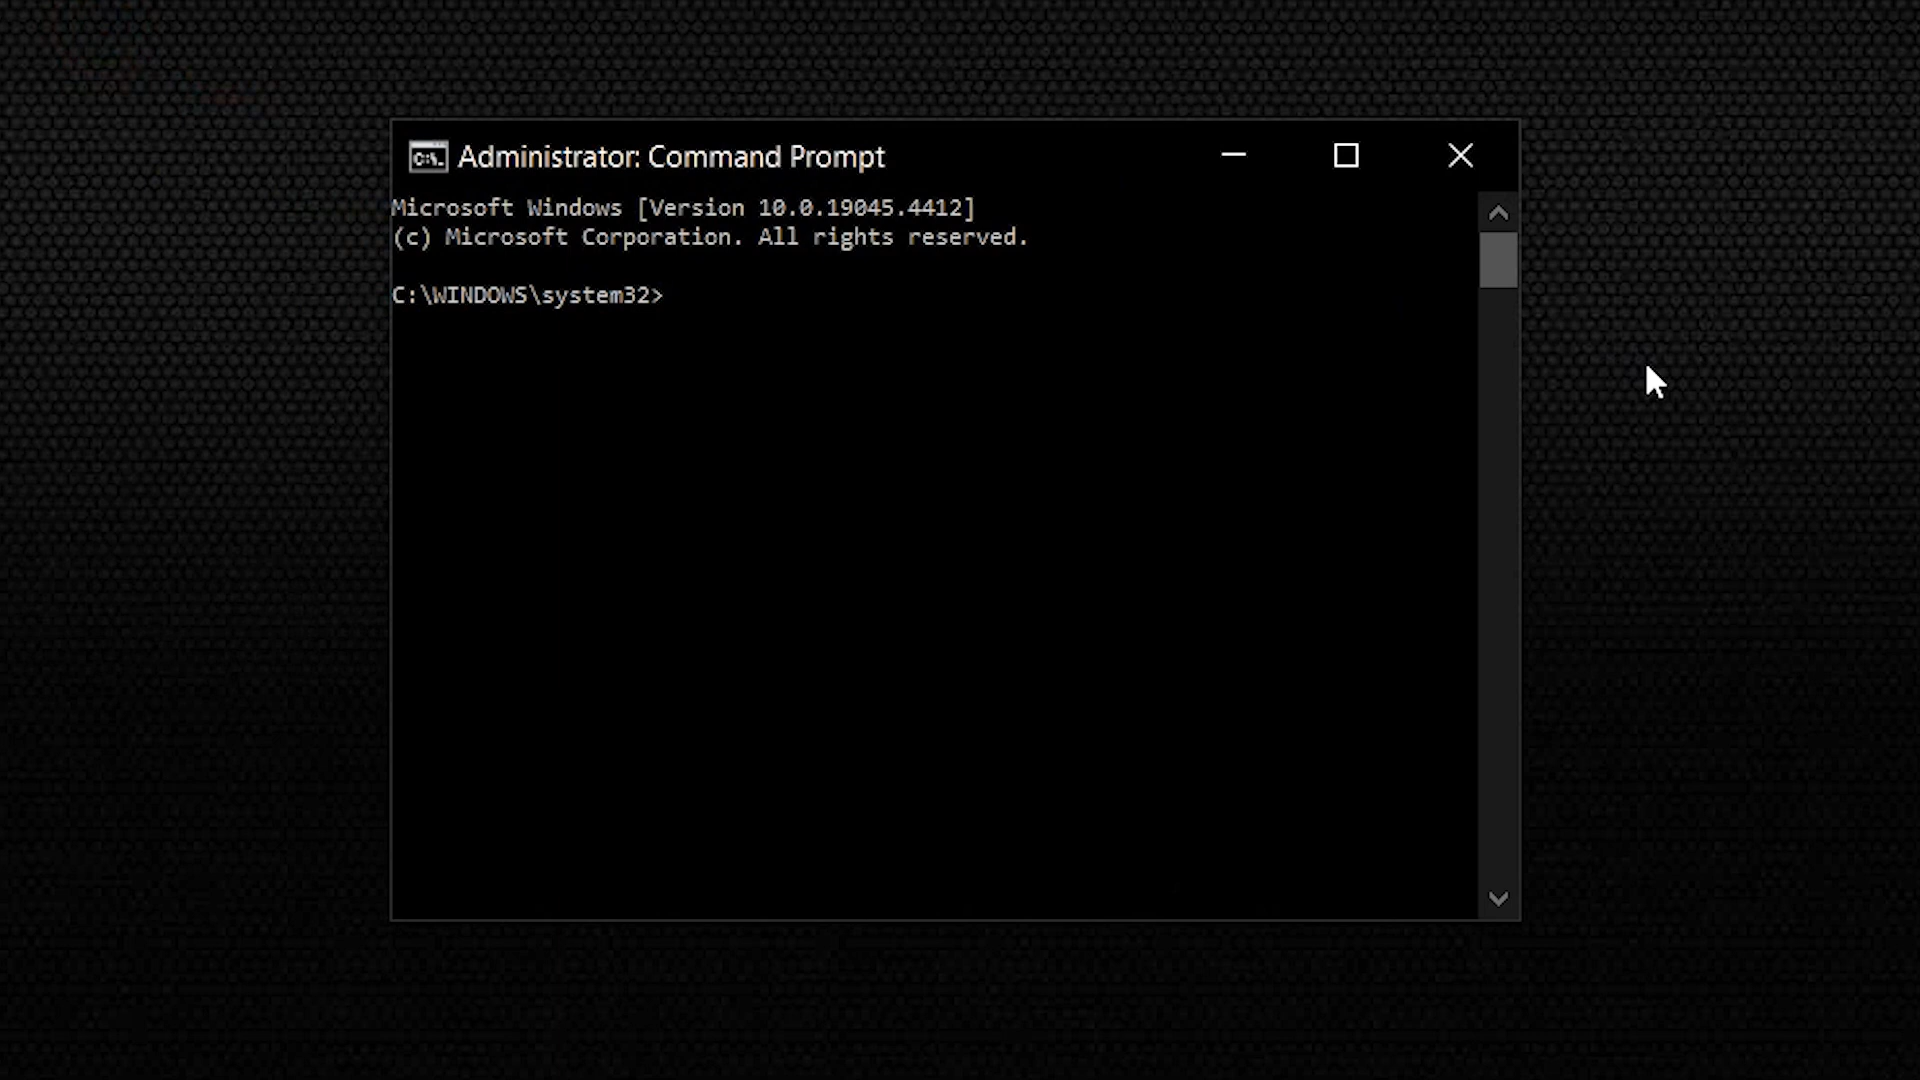 C:\. Administrator: Command Prompt
Microsoft Windows [Version 10.0.19045.4412]
(c) Microsoft Corporation. All rights reserved.
C:\WINDOWS\system32>